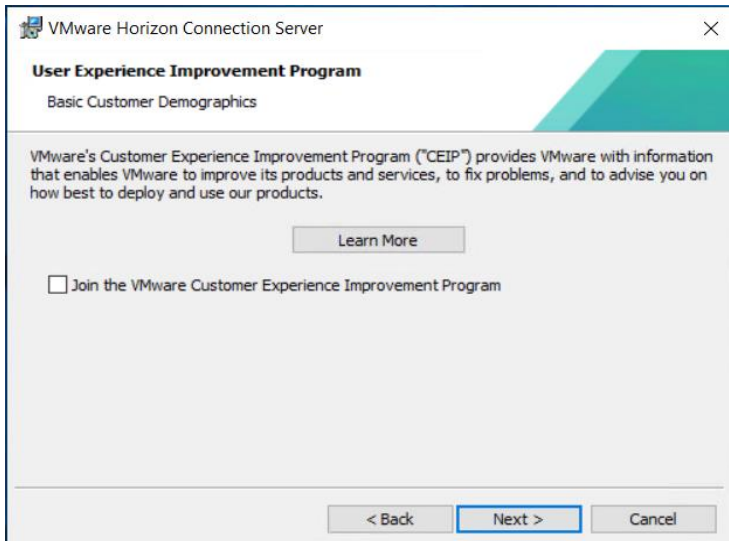 VMware Horizon Connection Server
User Experience Improvement Program
Basic Customer Demographics
VMware's Customer Experience Improvement Program ("CEIP") provides VMware with information
that enables VMware to improve its products and services, to fix problems, and to advise you on
how best to deploy and use our products.
Learn More
Join the VMware Customer Experience Improvement Program
< Back Next > Cancel